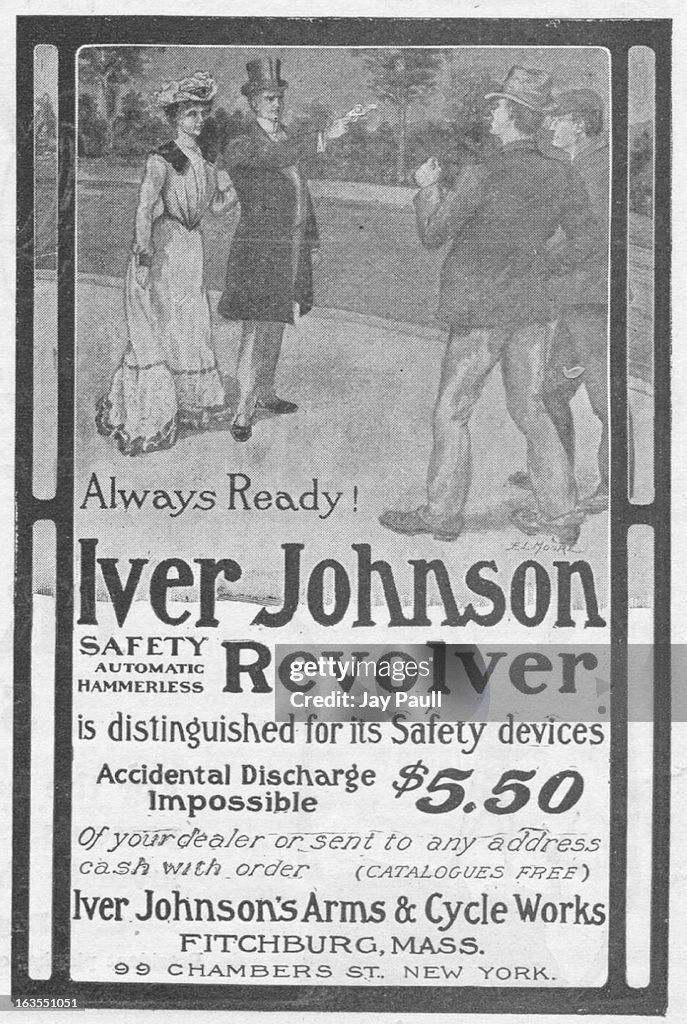 Always Ready!
E.L. Moore
Iver Johnson
SAFETY
AUTOMATIC
HAMMERLESS
Revolver
gettyimages
Jay Paull
is distinguished for its Safety devices
Accidental Discharge
Impossible
$5.50
Of your dealer or sent to any address
cash with order (CATALOGUES FREE)
Iver Johnson's Arms & Cycle Works
FITCHBURG, MASS.
99 CHAMBERS ST., NEW YORK.
163551051